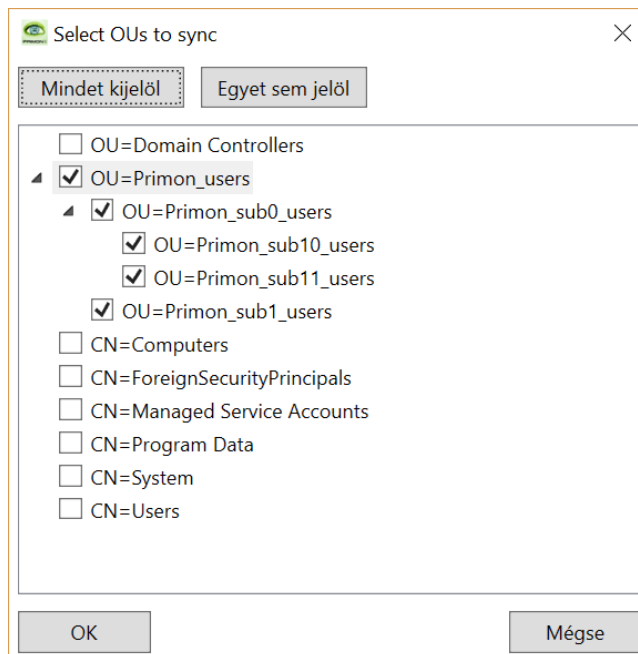 Select OUs to sync
Mindet kijelöl Egyet sem jelöl
OU=Domain Controllers
OU=Primon_users
OU=Primon_sub0_users
OU=Primon_sub10_users
OU=Primon_sub11_users
OU=Primon_sub1_users
CN=Computers
CN=ForeignSecurityPrincipals
CN=Managed Service Accounts
CN=Program Data
CN=System
CN=Users
OK Mégse